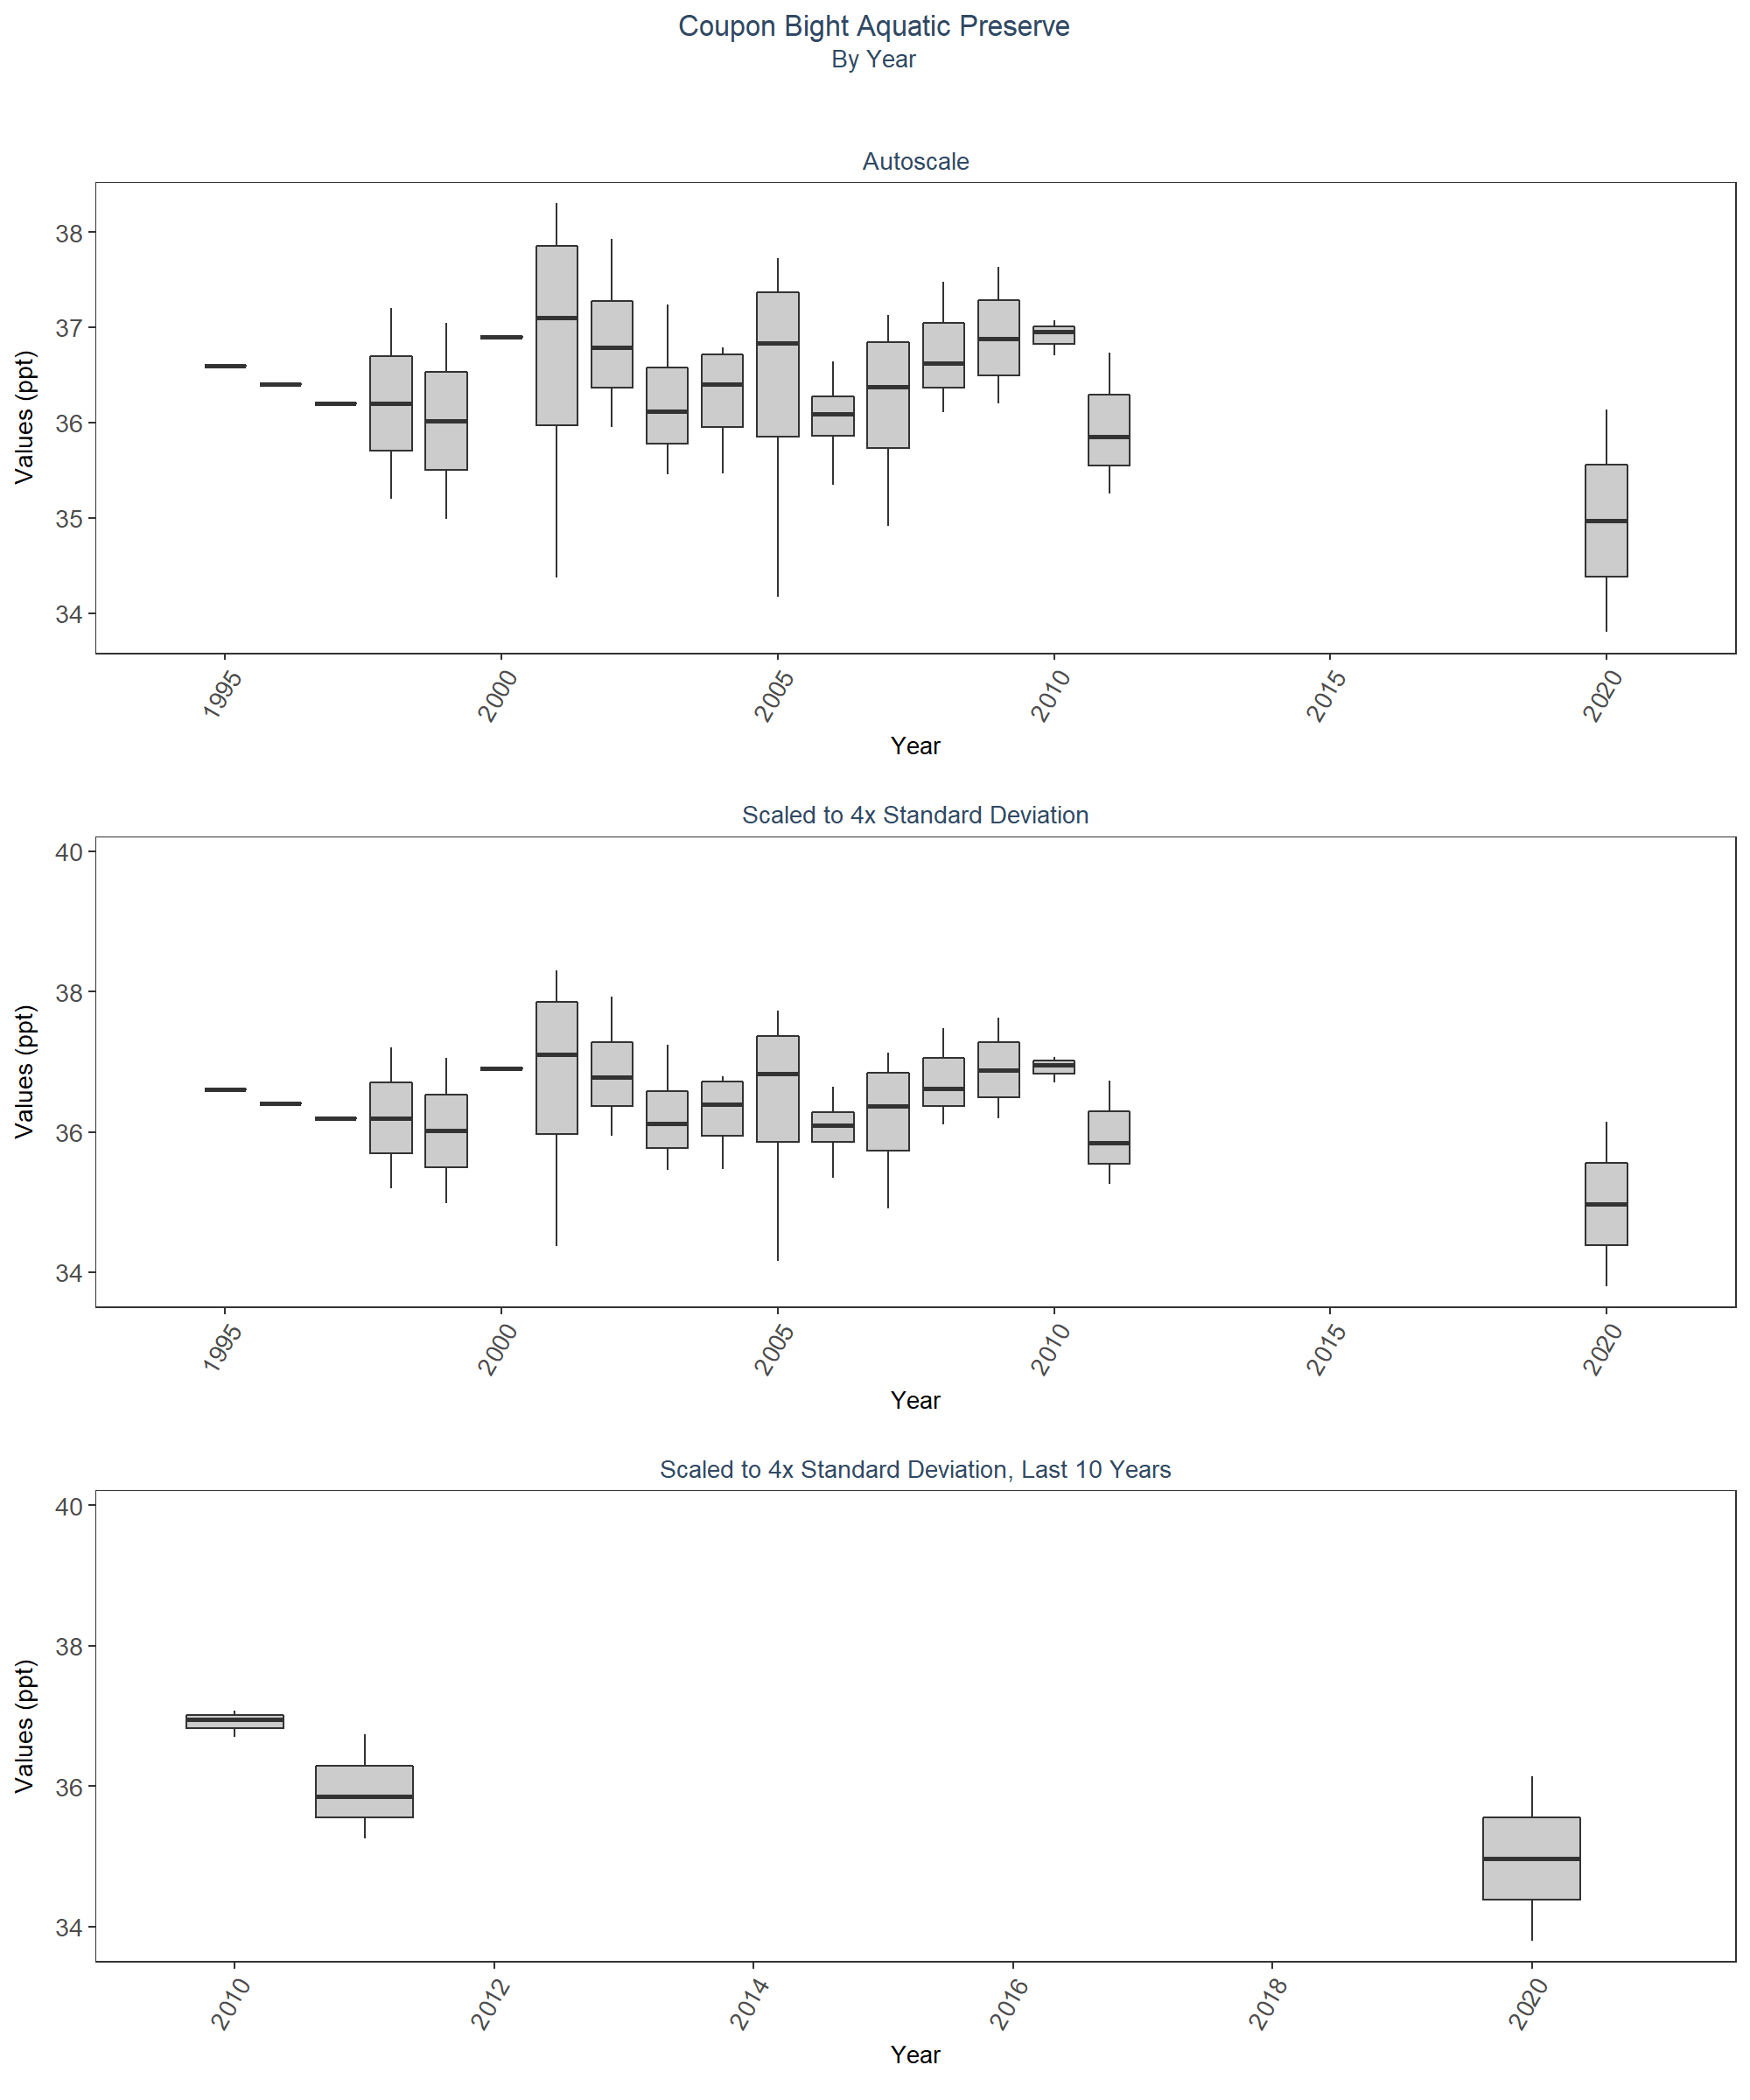 Coupon Bight Aquatic Preserve
By Year
Autoscale
Values (ppt)
38
37
36
35
34
1995
2000
2005
2010
2015
2020
Year
Scaled to 4x Standard Deviation
Values (ppt)
40
38
36
34
1995
2000
2005
2010
2015
2020
Year
Scaled to 4x Standard Deviation, Last 10 Years
Values (ppt)
40
38
36
34
2010
2012
2014
2016
2018
2020
Year